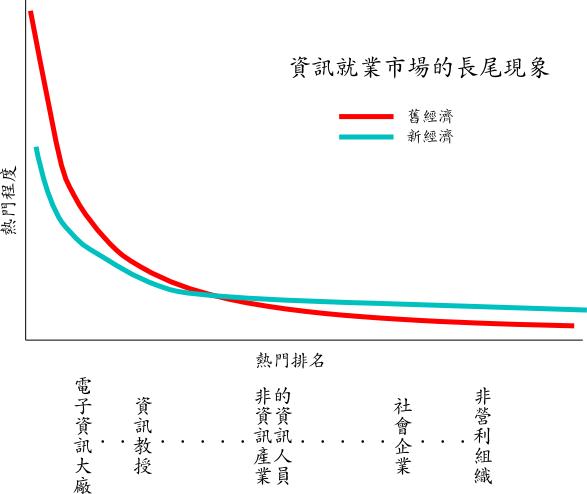 資訊就業市場的長尾現象
舊經濟
新經濟
熱門程度
熱門排名
電子資訊大廠
資訊教授
非資訊產業
的資訊人員
社會企業
非營利組織